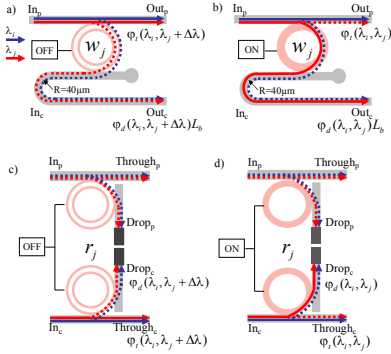 a) In_p Out_p
φ_t(λ_i, λ_j + Δλ)
λ_i
λ_j
OFF
w_j
R=40μm
In_c Out_c
φ_d(λ_i, λ_j + Δλ)L_b
b) In_p Out_p
φ_t(λ_i, λ_j)
ON
w_j
R=40μm
In_c Out_c
φ_d(λ_i, λ_j)L_b
c) In_p Through_p
Drop_p
OFF
r_j
Drop_c
φ_d(λ_i, λ_j + Δλ)
In_c Through_c
φ_t(λ_i, λ_j + Δλ)
d) In_p Through_p
Drop_p
ON
r_j
Drop_c
φ_d(λ_i, λ_j)
In_c Through_c
φ_t(λ_i, λ_j)